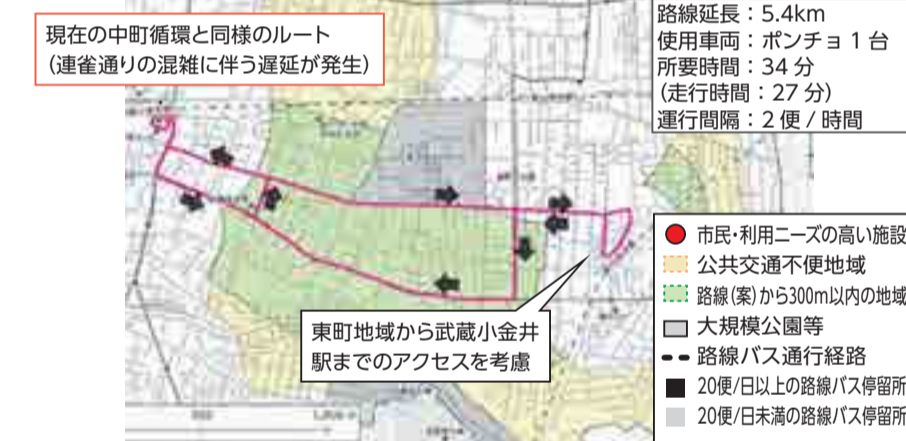 現在の中町循環と同様のルート
（連雀通りの混雑に伴う遅延が発生）
路線延長：5.4km
使用車両：ポンチョ 1 台
所要時間：34 分
(走行時間：27 分)
運行間隔：2 便 / 時間
東町地域から武蔵小金井
駅までのアクセスを考慮
市民・利用ニーズの高い施設
公共交通不便地域
路線(案)から300m以内の地域
大規模公園等
路線バス通行経路
20便/日以上の路線バス停留所
20便/日未満の路線バス停留所